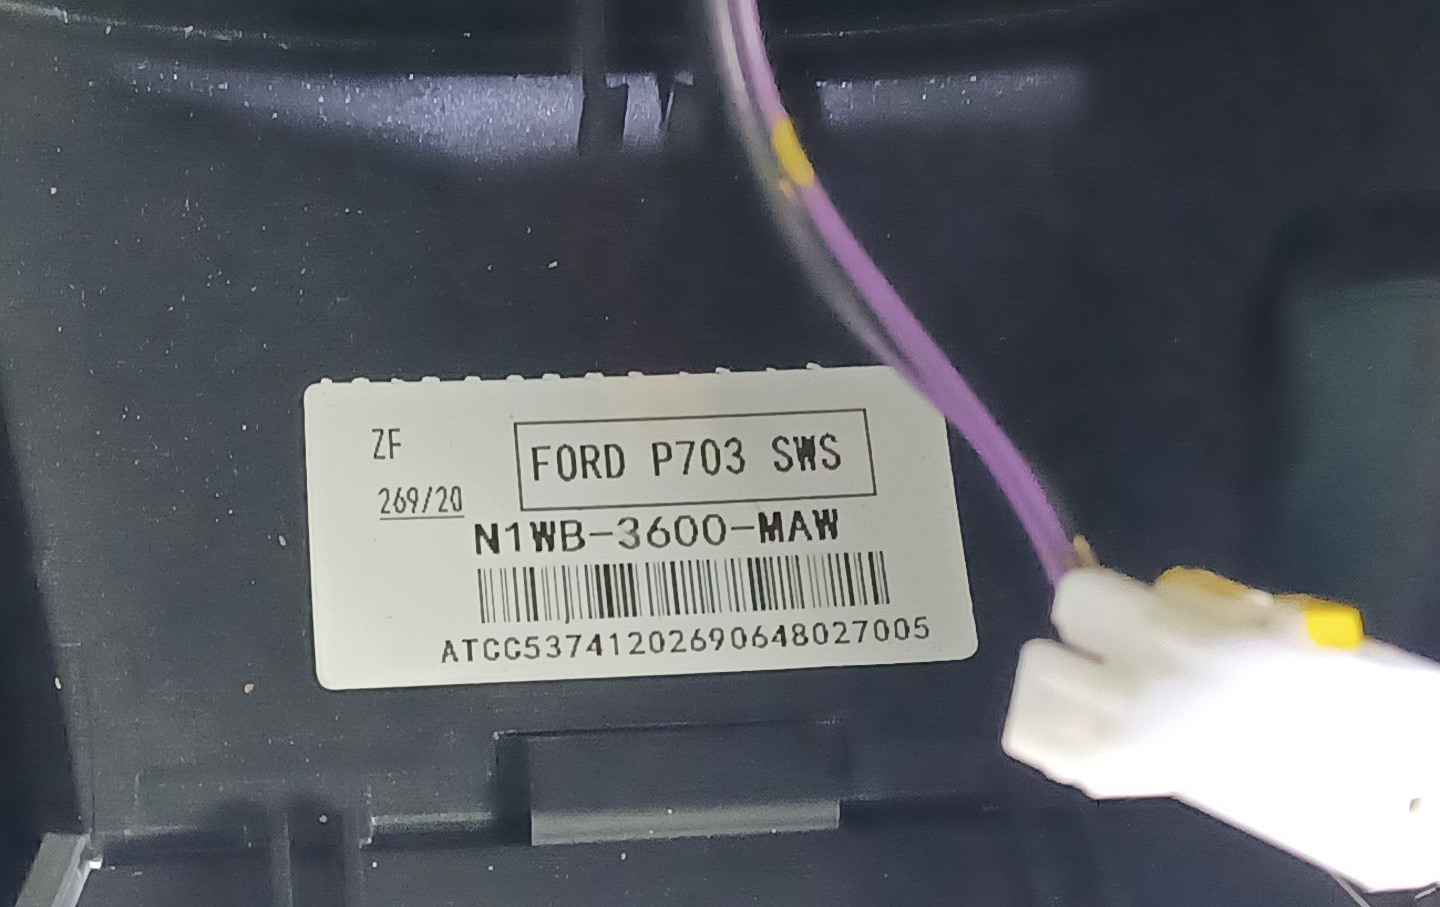 ZF
FORD P703 SWS
269/20
N1WB-3600-MAW
ATCC53741202690648027005